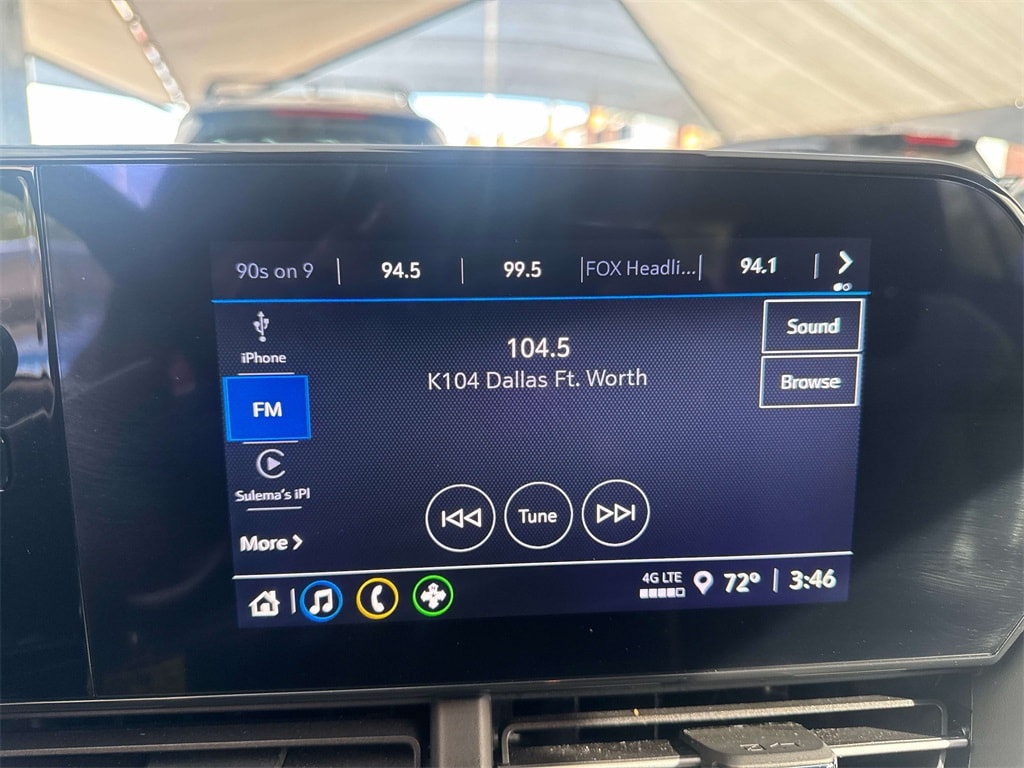 90s on 9 | 94.5 | 99.5 | FOX Headli... | 94.1 |
iPhone
104.5
Sound
K104 Dallas Ft. Worth
Browse
FM
Sulema's iPl
Tune
More
4G LTE 72° | 3:46